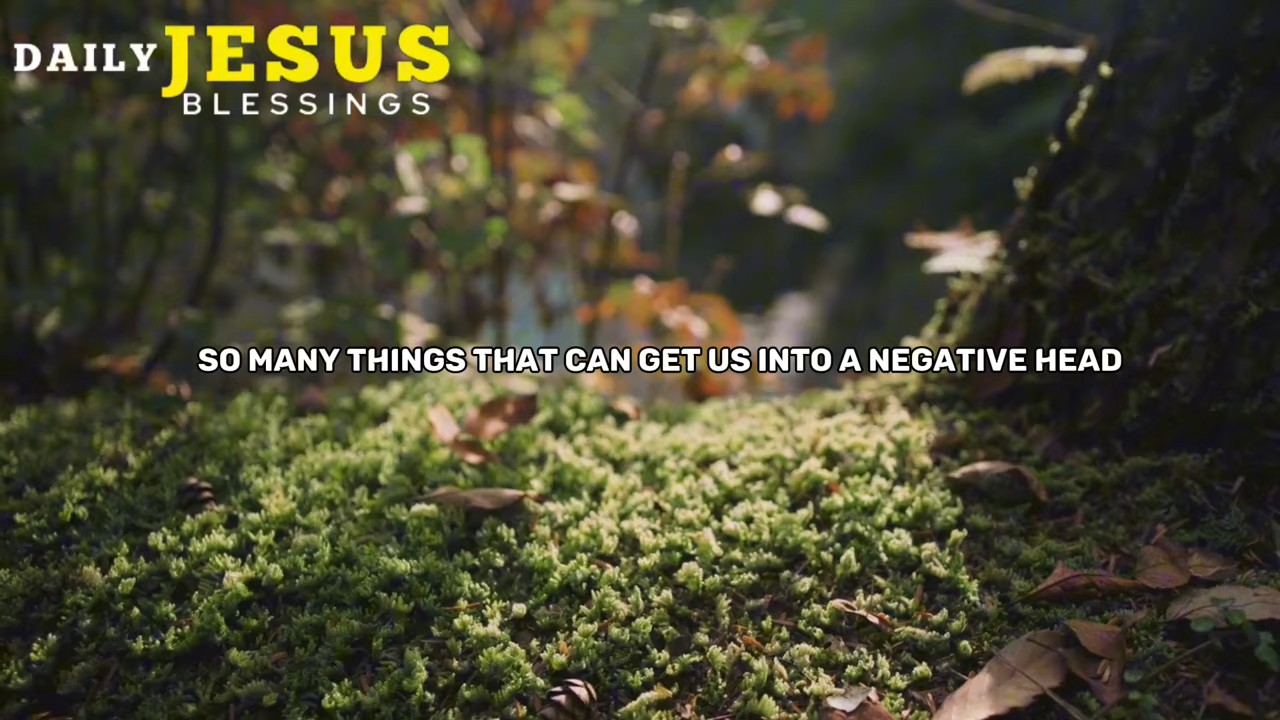 DAILY JESUS
BLESSINGS
SO MANY THINGS THAT CAN GET US INTO A NEGATIVE HEAD